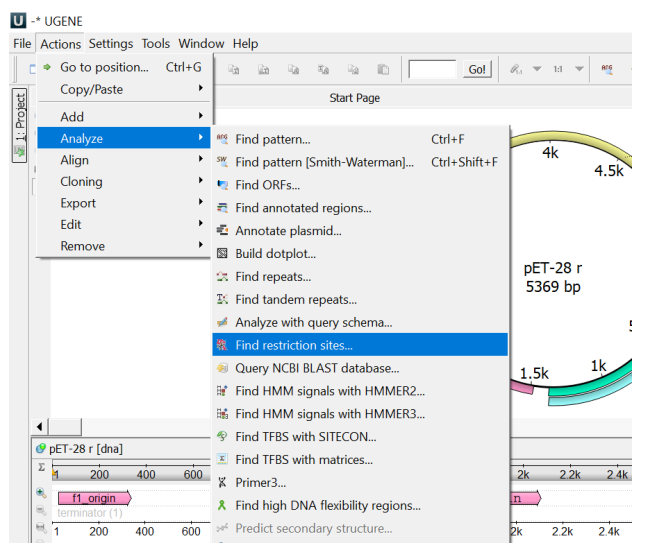 -* UGENE
File Actions Settings Tools Window Help
Go to position... Ctrl+G
Copy/Paste
Add
Analyze
Align
Cloning
Export
Edit
Remove
Go!
1:1
1: Project
Start Page
Find pattern... Ctrl+F
Find pattern [Smith-Waterman]... Ctrl+Shift+F
Find ORFs...
Find annotated regions...
Annotate plasmid...
Build dotplot...
Find repeats...
Find tandem repeats...
Analyze with query schema...
Find restriction sites...
Query NCBI BLAST database...
Find HMM signals with HMMER2...
Find HMM signals with HMMER3...
Find TFBS with SITECON...
Find TFBS with matrices...
Primer3...
Find high DNA flexibility regions...
Predict secondary structure...
4k
4.5k
pET-28 r
5369 bp
1.5k 1k
pET-28 r [dna]
1 200 400 600 2k 2.2k 2.4k
f1_origin
terminator (1)
1 200 400 600 2k 2.2k 2.4k